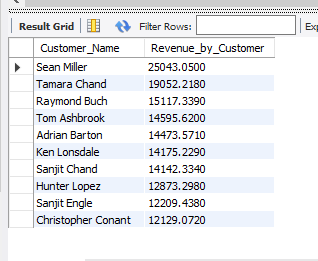 Result Grid Filter Rows: Exp
Customer_Name Revenue_by_Customer
Sean Miller 25043.0500
Tamara Chand 19052.2180
Raymond Buch 15117.3390
Tom Ashbrook 14595.6200
Adrian Barton 14473.5710
Ken Lonsdale 14175.2290
Sanjit Chand 14142.3340
Hunter Lopez 12873.2980
Sanjit Engle 12209.4380
Christopher Conant 12129.0720